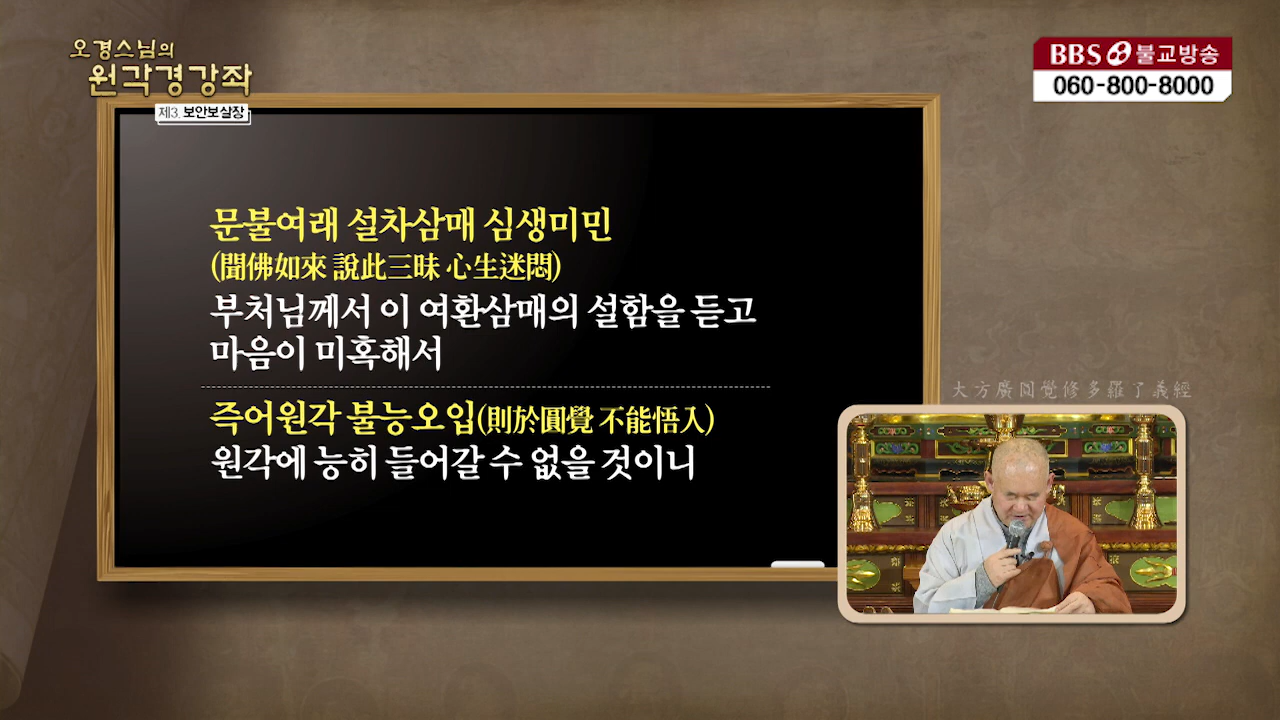 오경스님의
원각경강좌
제3. 보안보살장
BBS 불교방송
060-800-8000
문불여래 설차삼매 심생미민
(聞佛如來 說此三昧 心生迷悶)
부처님께서 이 여환삼매의 설함을 듣고
마음이 미혹해서
즉어원각 불능오입(則於圓覺 不能悟入)
원각에 능히 들어갈 수 없을 것이니
大方廣圓覺修多羅了義經